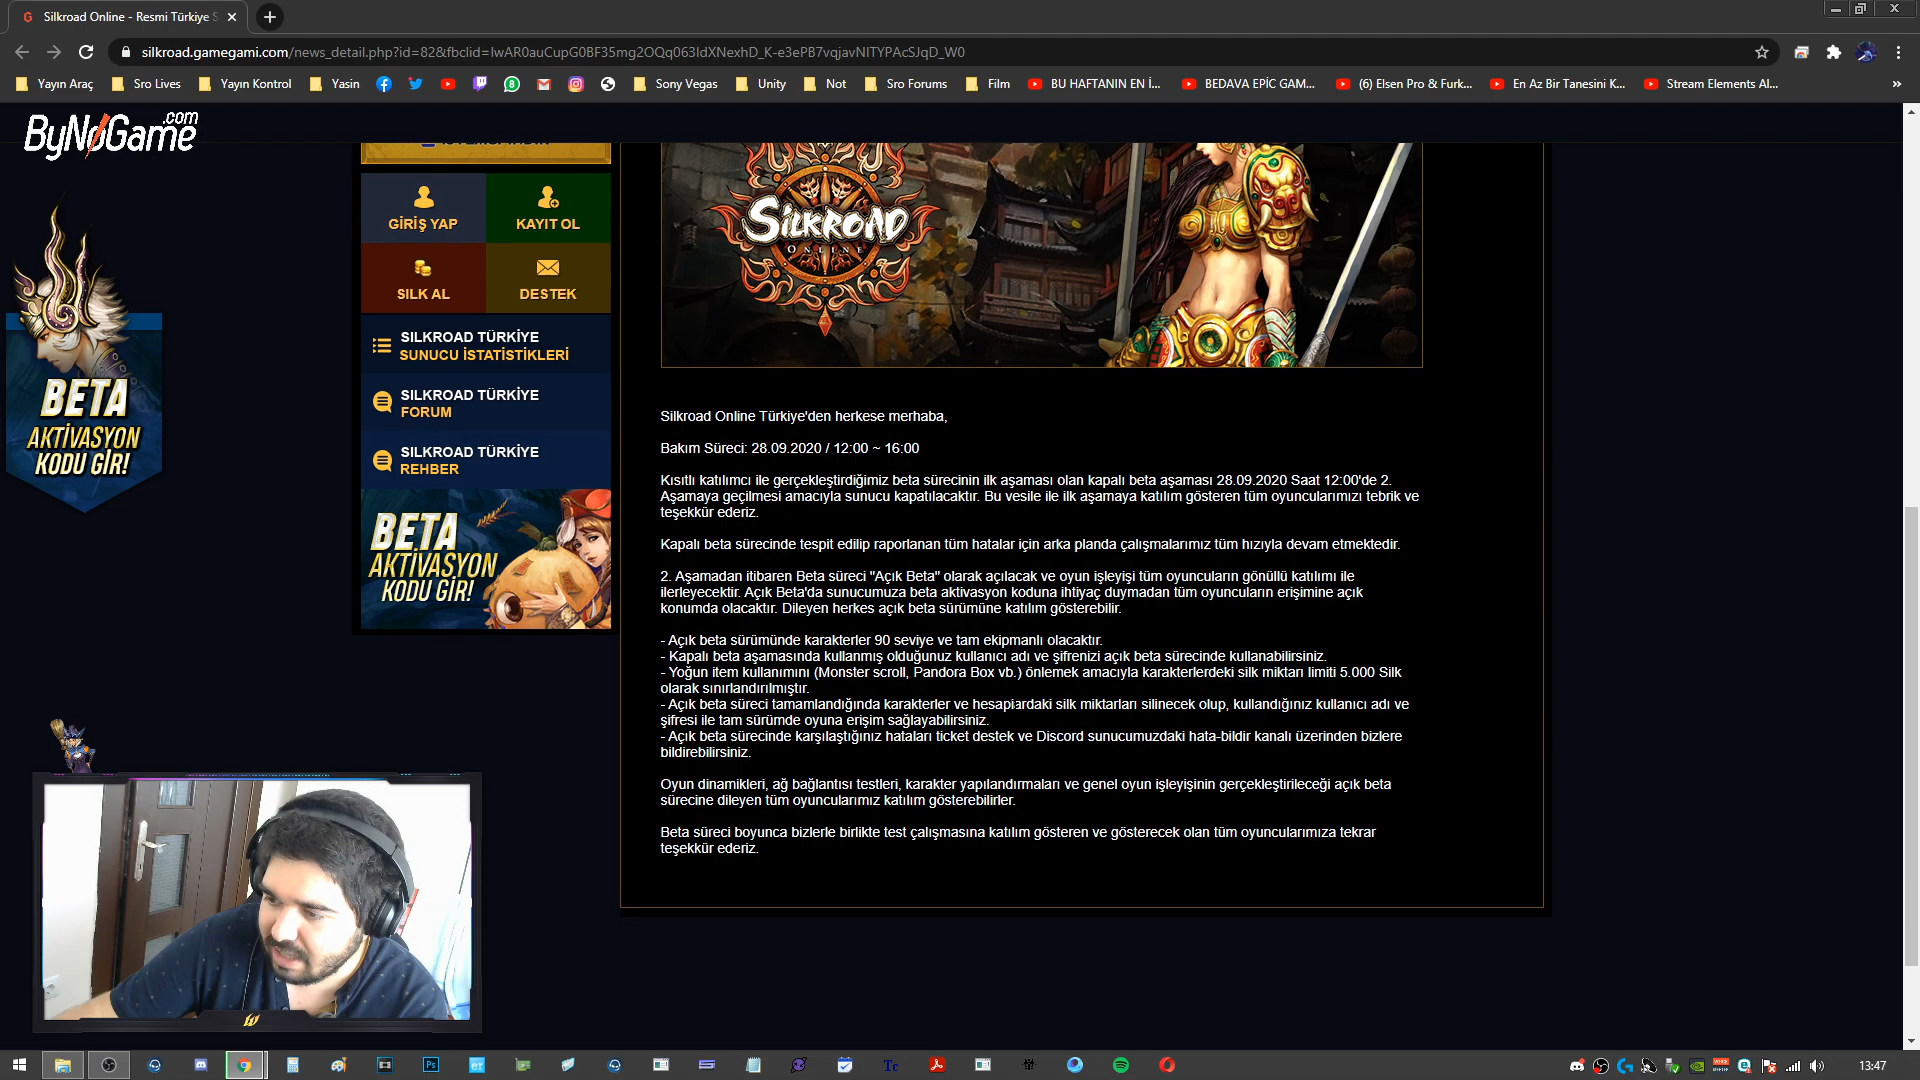 Silkroad Online - Resmi Türkiye S
silkroad.gamegami.com/news_detail.php?id=82&fbclid=IwAR0auCupG0BF35mg2OQq063IdXNexhD_K-e3ePB7vqjavNITYPAcSJqD_W0
Yayın Araç
Sro Lives
Yayın Kontrol
Yasin
Sony Vegas
Unity
Not
Sro Forums
Film
BU HAFTANIN EN İ...
BEDAVA EPİC GAM...
(6) Elsen Pro & Furk...
En Az Bir Tanesini K...
Stream Elements Al...
ByNoGame
.com
GİRİŞ YAP
KAYIT OL
SILK AL
DESTEK
SILKROAD TÜRKİYE
SUNUCU İSTATİSTİKLERİ
SILKROAD TÜRKİYE
FORUM
SILKROAD TÜRKİYE
REHBER
BETA
AKTİVASYON
KODU GİR!
BETA
AKTİVASYON
KODU GİR!
SILKROAD
ONLINE
Silkroad Online Türkiye'den herkese merhaba,
Bakım Süreci: 28.09.2020 / 12:00 ~ 16:00
Kısıtlı katılımcı ile gerçekleştirdiğimiz beta sürecinin ilk aşaması olan kapalı beta aşaması 28.09.2020 Saat 12:00'de 2.
Aşamaya geçilmesi amacıyla sunucu kapatılacaktır. Bu vesile ile ilk aşamaya katılım gösteren tüm oyuncularımızı tebrik ve
teşekkür ederiz.
Kapalı beta sürecinde tespit edilip raporlanan tüm hatalar için arka planda çalışmalarımız tüm hızıyla devam etmektedir.
2. Aşamadan itibaren Beta süreci "Açık Beta" olarak açılacak ve oyun işleyişi tüm oyuncuların gönüllü katılımı ile
ilerleyecektir. Açık Beta'da sunucumuza beta aktivasyon koduna ihtiyaç duymadan tüm oyuncuların erişimine açık
konumda olacaktır. Dileyen herkes açık beta sürümüne katılım gösterebilir.
- Açık beta sürümünde karakterler 90 seviye ve tam ekipmanlı olacaktır.
- Kapalı beta aşamasında kullanmış olduğunuz kullanıcı adı ve şifrenizi açık beta sürecinde kullanabilirsiniz.
- Yoğun item kullanımını (Monster scroll, Pandora Box vb.) önlemek amacıyla karakterlerdeki silk miktarı limiti 5.000 Silk
olarak sınırlandırılmıştır.
- Açık beta süreci tamamlandığında karakterler ve hesaplardaki silk miktarları silinecek olup, kullandığınız kullanıcı adı ve
şifresi ile tam sürümde oyuna erişim sağlayabilirsiniz.
- Açık beta sürecinde karşılaştığınız hataları ticket destek ve Discord sunucumuzdaki hata-bildir kanalı üzerinden bizlere
bildirebilirsiniz.
Oyun dinamikleri, ağ bağlantısı testleri, karakter yapılandırmaları ve genel oyun işleyişinin gerçekleştirileceği açık beta
sürecine dileyen tüm oyuncularımız katılım gösterebilirler.
Beta süreci boyunca bizlerle birlikte test çalışmasına katılım gösteren ve gösterecek olan tüm oyuncularımıza tekrar
teşekkür ederiz.
13:47